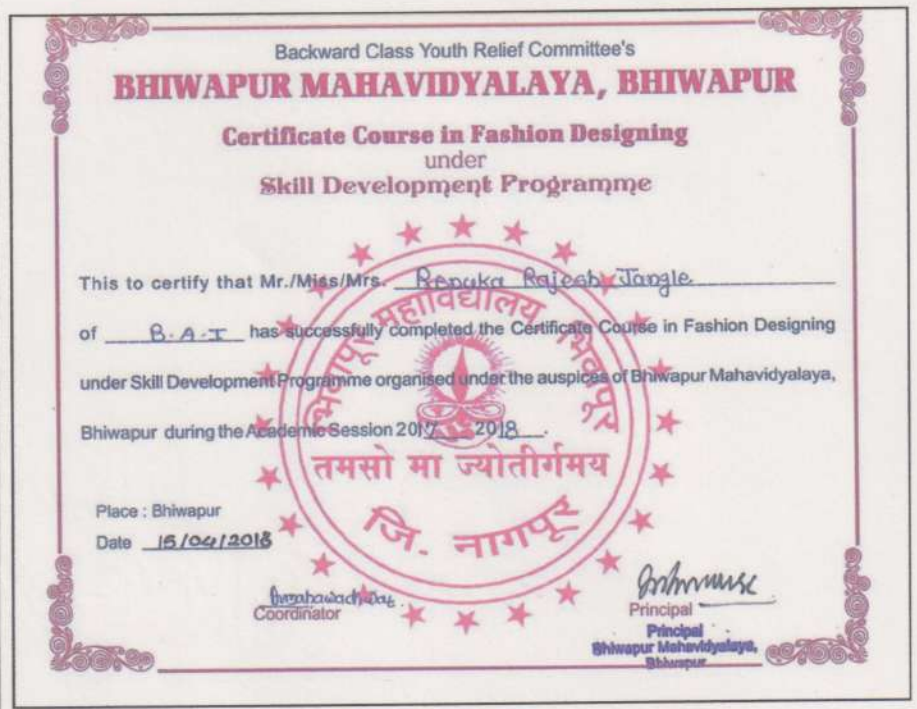 Backward Class Youth Relief Committee's
BHIWAPUR MAHAVIDYALAYA, BHIWAPUR
Certificate Course in Fashion Designing
under
Skill Development Programme
This to certify that Mr./Miss/Mrs. Renuka Rajesh Jangle
of B.A-I has successfully completed the Certificate Course in Fashion Designing
under Skill Development Programme organised under the auspices of Bhiwapur Mahavidyalaya,
Bhiwapur during the Academic Session 2017 2018.
भिवापूर महाविद्यालय भिवापूर
तमसो मा ज्योतीर्गमय
जि. नागपूर
Place : Bhiwapur
Date 15/04/2018
Coordinator
Principal
Principal
Bhiwapur Mahavidyalaya,
Bhiwapur